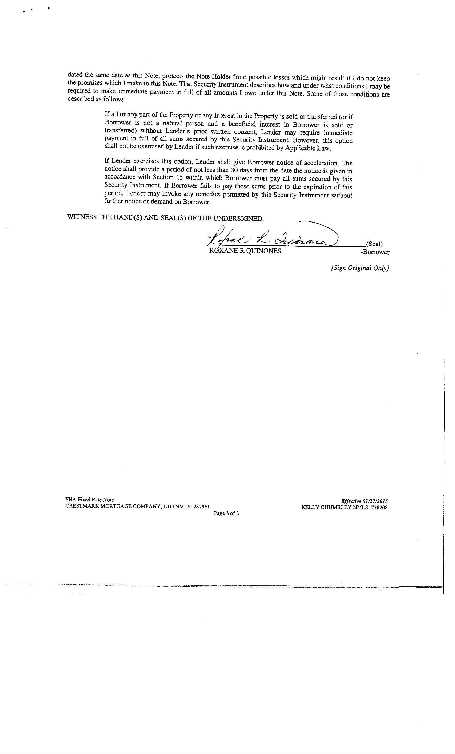 dated the same date as this Note, protects the Note Holder from possible losses which might result if I do not keep
the promises which I make in this Note. That Security Instrument describes how and under what conditions I may be
required to make immediate payment in full of all amounts I owe under this Note. Some of those conditions are
described as follows:
If all or any part of the Property or any Interest in the Property is sold or transferred (or if
Borrower is not a natural person and a beneficial interest in Borrower is sold or
transferred) without Lender's prior written consent, Lender may require immediate
payment in full of all sums secured by this Security Instrument. However, this option
shall not be exercised by Lender if such exercise is prohibited by Applicable Law.
If Lender exercises this option, Lender shall give Borrower notice of acceleration. The
notice shall provide a period of not less than 30 days from the date the notice is given in
accordance with Section 15 within which Borrower must pay all sums secured by this
Security Instrument. If Borrower fails to pay these sums prior to the expiration of this
period, Lender may invoke any remedies permitted by this Security Instrument without
further notice or demand on Borrower.
WITNESS THE HAND(S) AND SEAL(S) OF THE UNDERSIGNED.
(Seal)
QUINONES -Borrower
[Sign Original Only]
Fixed Rate Note Effective
MORTGAGE COMPANY, KELLY
Page of